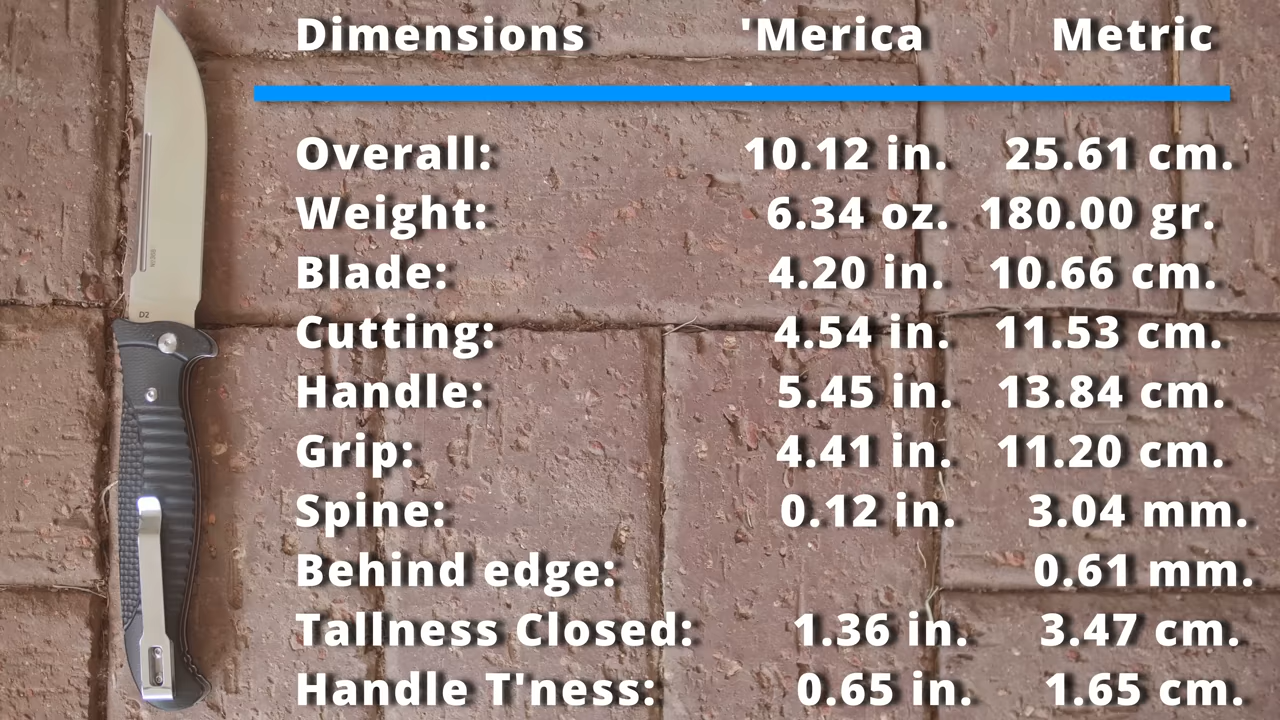 Dimensions 'Merica Metric
Overall: 10.12 in. 25.61 cm.
Weight: 6.34 oz. 180.00 gr.
Blade: 4.20 in. 10.66 cm.
Cutting: 4.54 in. 11.53 cm.
Handle: 5.45 in. 13.84 cm.
Grip: 4.41 in. 11.20 cm.
Spine: 0.12 in. 3.04 mm.
Behind edge: 0.61 mm.
Tallness Closed: 1.36 in. 3.47 cm.
Handle T'ness: 0.65 in. 1.65 cm.
D2